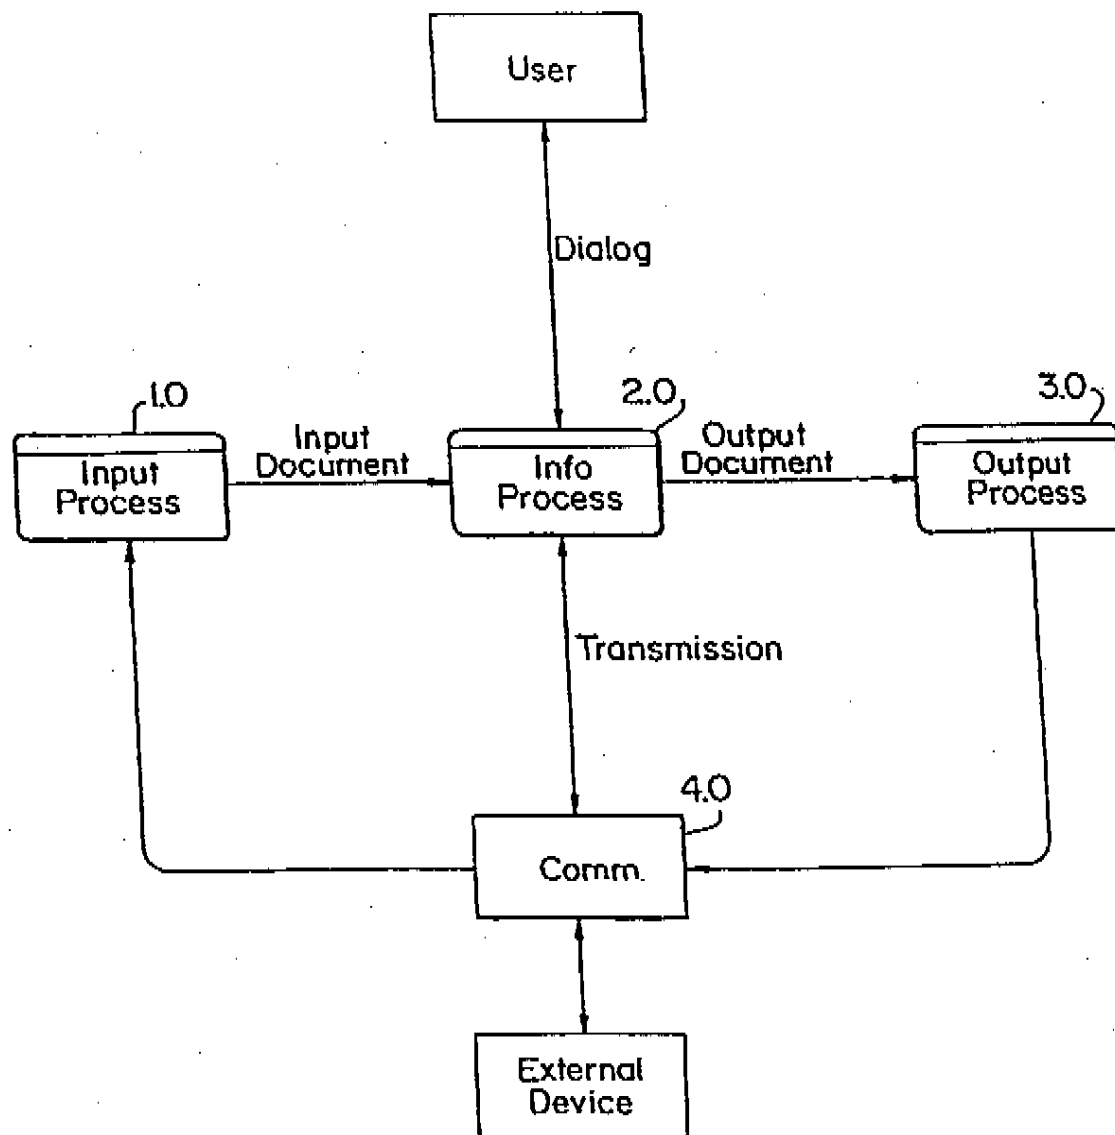 User
Dialog
1.0
2.0
3.0
Input
Process
Input
Document
Info
Process
Output
Document
Output
Process
Transmission
4.0
Comm.
External
Device